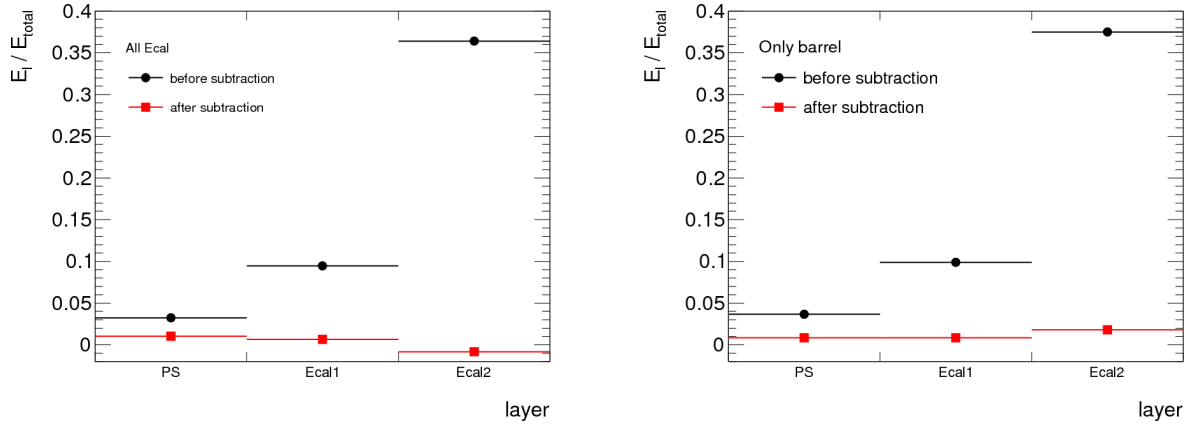 E_l / E_total
0.4
0.35
0.3
0.25
0.2
0.15
0.1
0.05
0
All Ecal
before subtraction
after subtraction
PS Ecal1 Ecal2
layer
E_l / E_total
0.4
0.35
0.3
0.25
0.2
0.15
0.1
0.05
0
Only barrel
before subtraction
after subtraction
PS Ecal1 Ecal2
layer